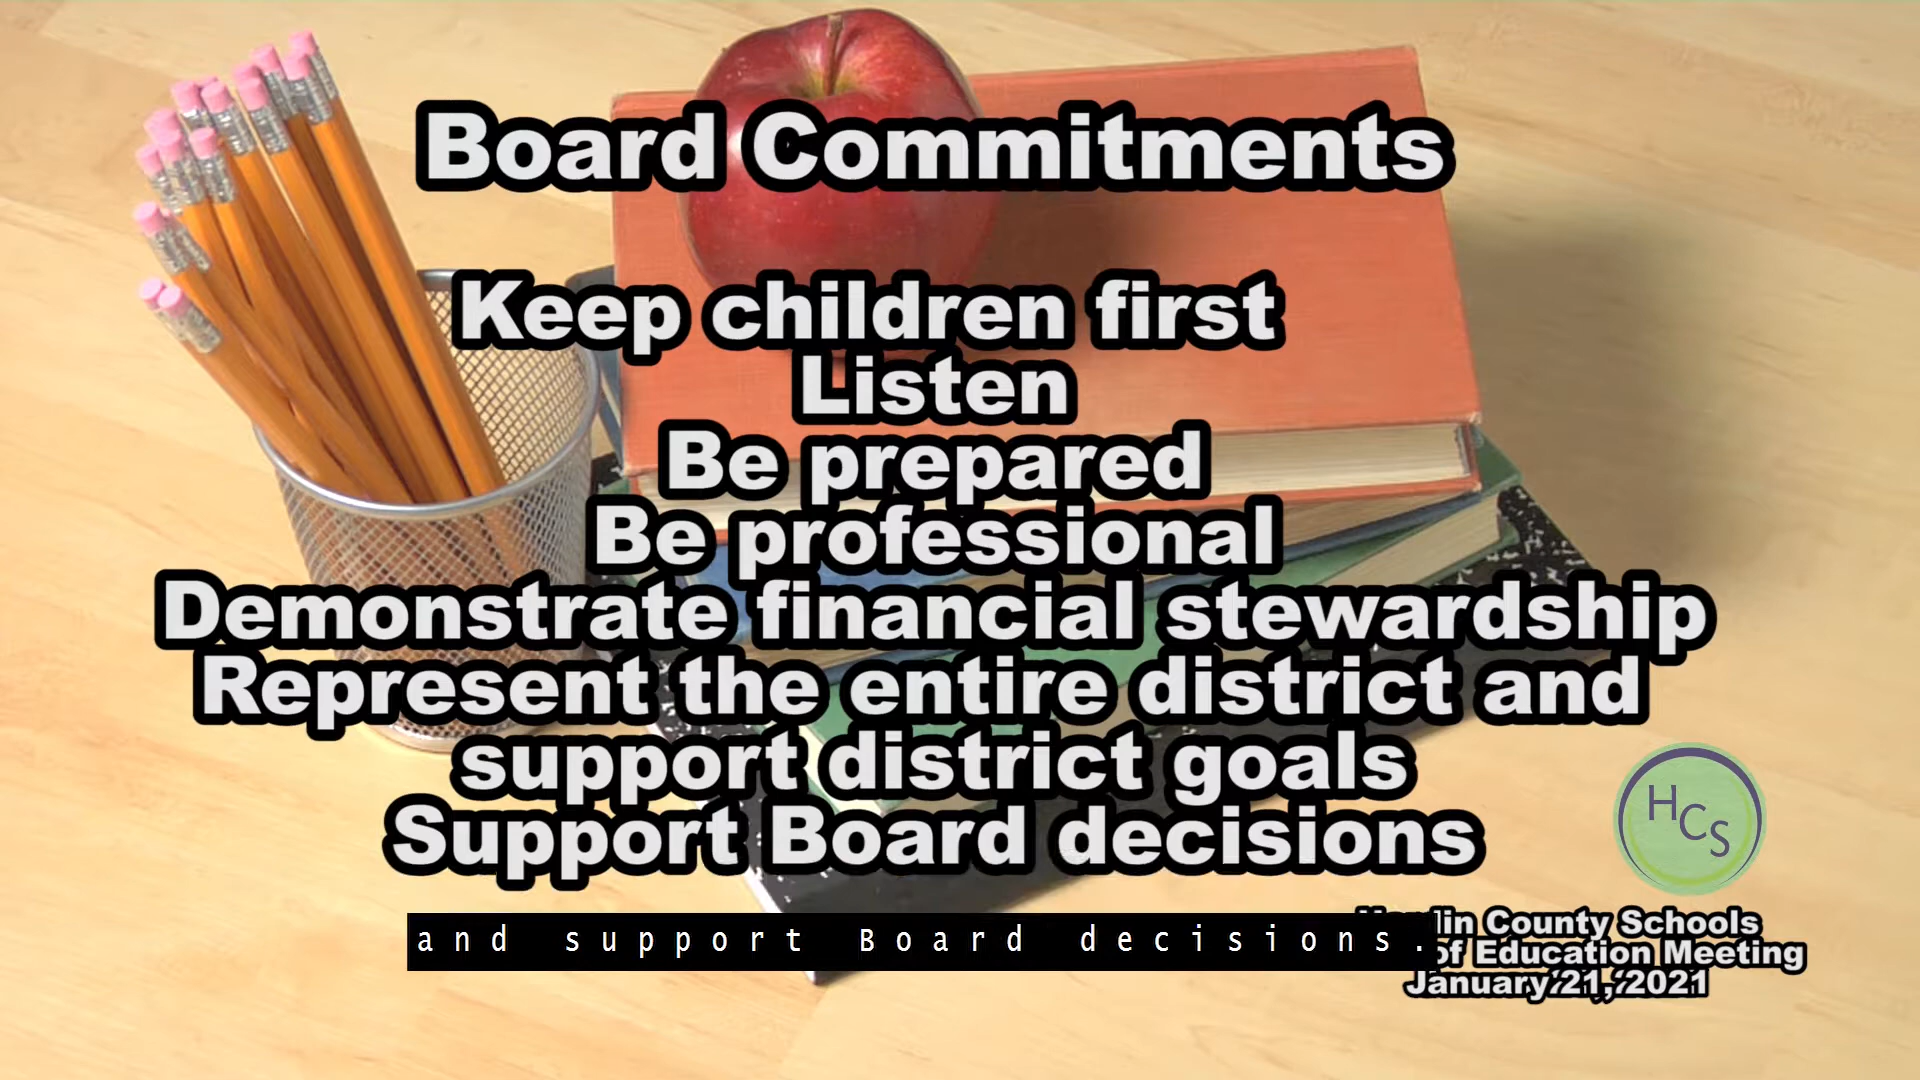 Board Commitments
Keep children first
Listen
Be prepared
Be professional
Demonstrate financial stewardship
Represent the entire district and
support district goals
Support Board decisions
HCS
and support Board decisions.
County Schools
of Education Meeting
January 21, 2021